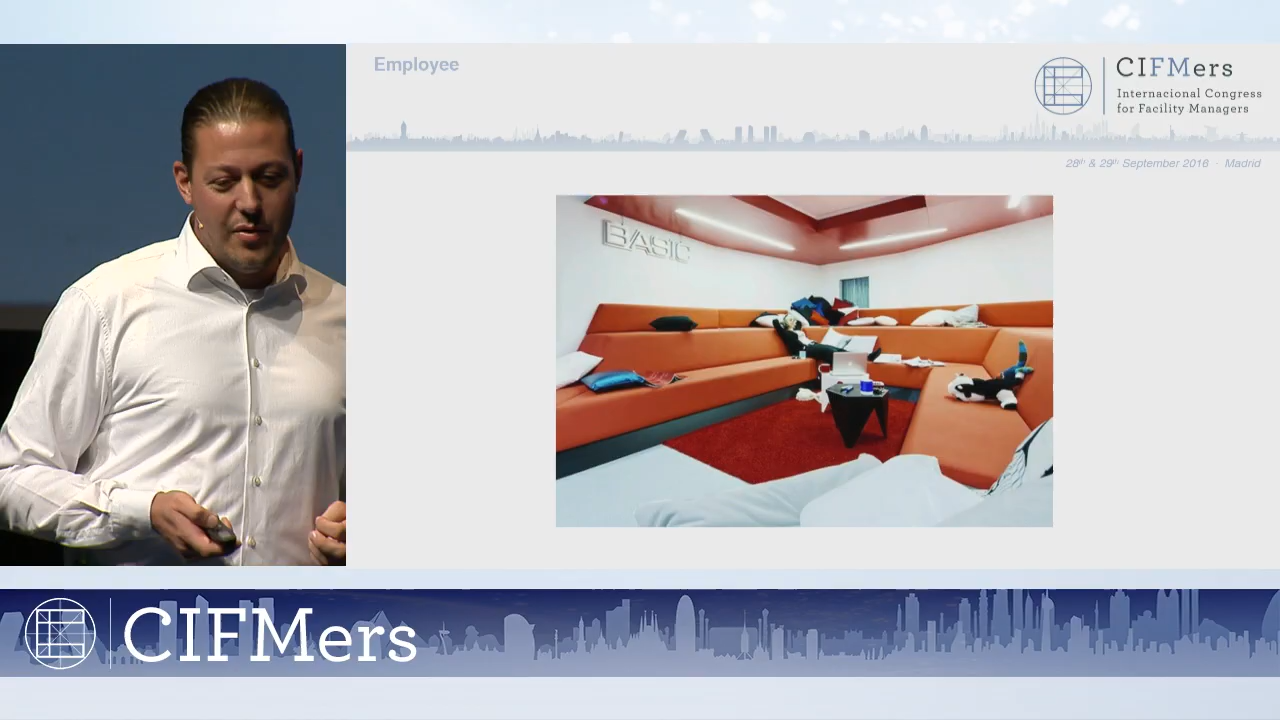 Employee
CIFMers
Internacional Congress
for Facility Managers
28th & 29th September 2016 · Madrid
BASIC
CIFMers